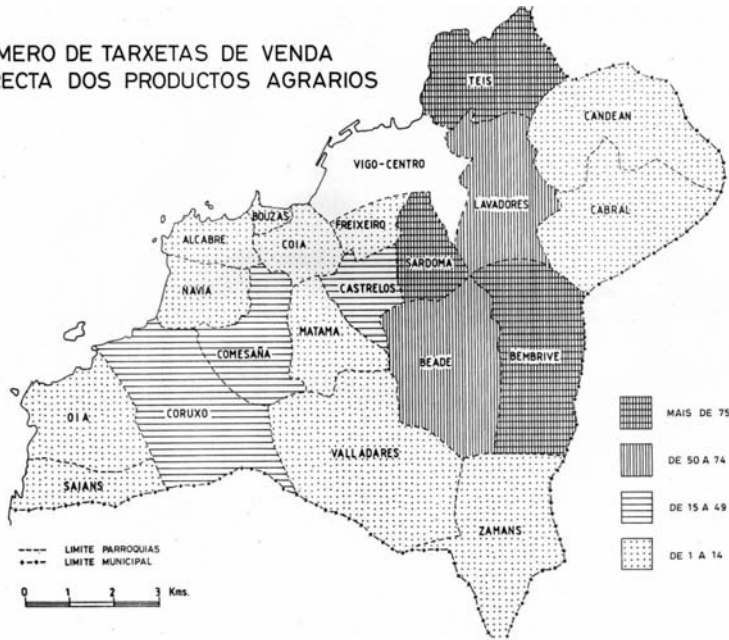 MERO DE TARXETAS DE VENDA
RECTA DOS PRODUCTOS AGRARIOS
TEIS
CANDEAN
VIGO-CENTRO
LAVADORES
CABRAL
BOUZAS
FREIXEIRO
ALCABRE
COIA
SARDOMA
NAVIA
CASTRELOS
MATAMA
COMESAÑA
BEADE
BEMBRIVE
OIA
CORUXO
MAIS DE 75
VALLADARES
DE 50 A 74
SAIANS
DE 15 A 49
ZAMANS
LIMITE PARROQUIAS
LIMITE MUNICIPAL
DE 1 A 14
0 1 2 3 Kms.